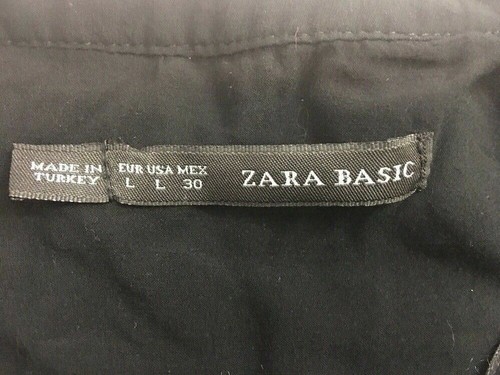 MADE IN
TURKEY
EUR USA MEX
L L 30
ZARA BASIC